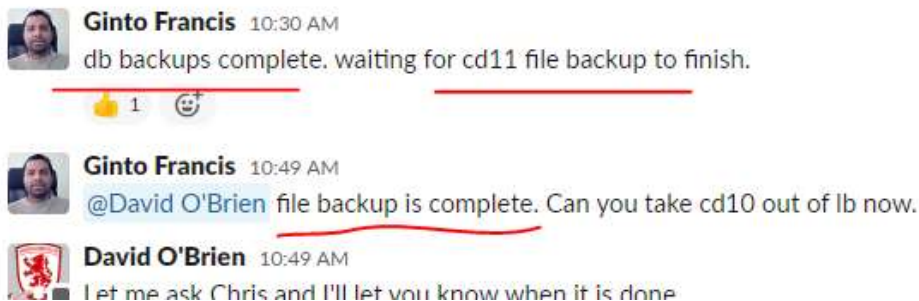 Ginto Francis 10:30 AM
db backups complete. waiting for cd11 file backup to finish.
1
Ginto Francis 10:49 AM
@David O'Brien file backup is complete. Can you take cd10 out of lb now.
David O'Brien 10:49 AM
Let me ask Chris and I'll let you know when it is done